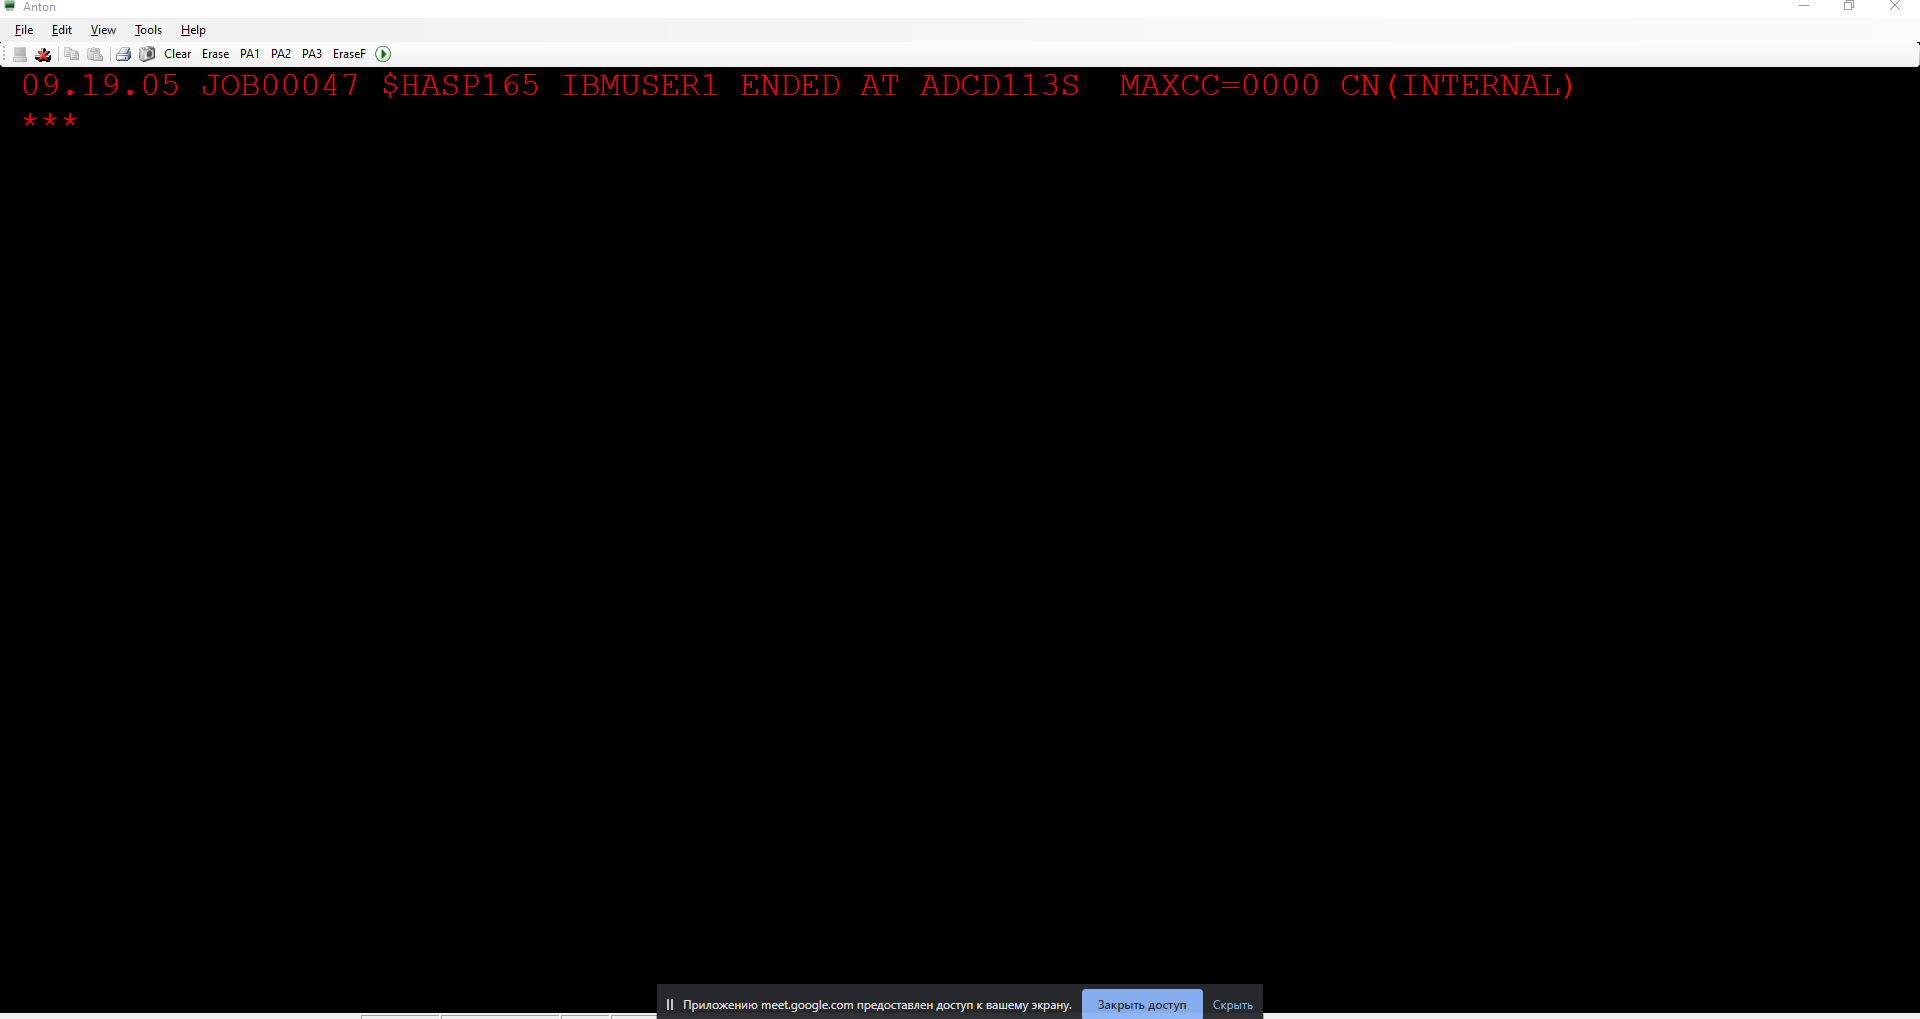 Anton
File Edit View Tools Help
Clear Erase PA1 PA2 PA3 EraseF
09.19.05 JOB00047 $HASP165 IBMUSER1 ENDED AT ADCD113S  MAXCC=0000 CN(INTERNAL)
***
Приложению meet.google.com предоставлен доступ к вашему экрану. Закрыть доступ Скрыть